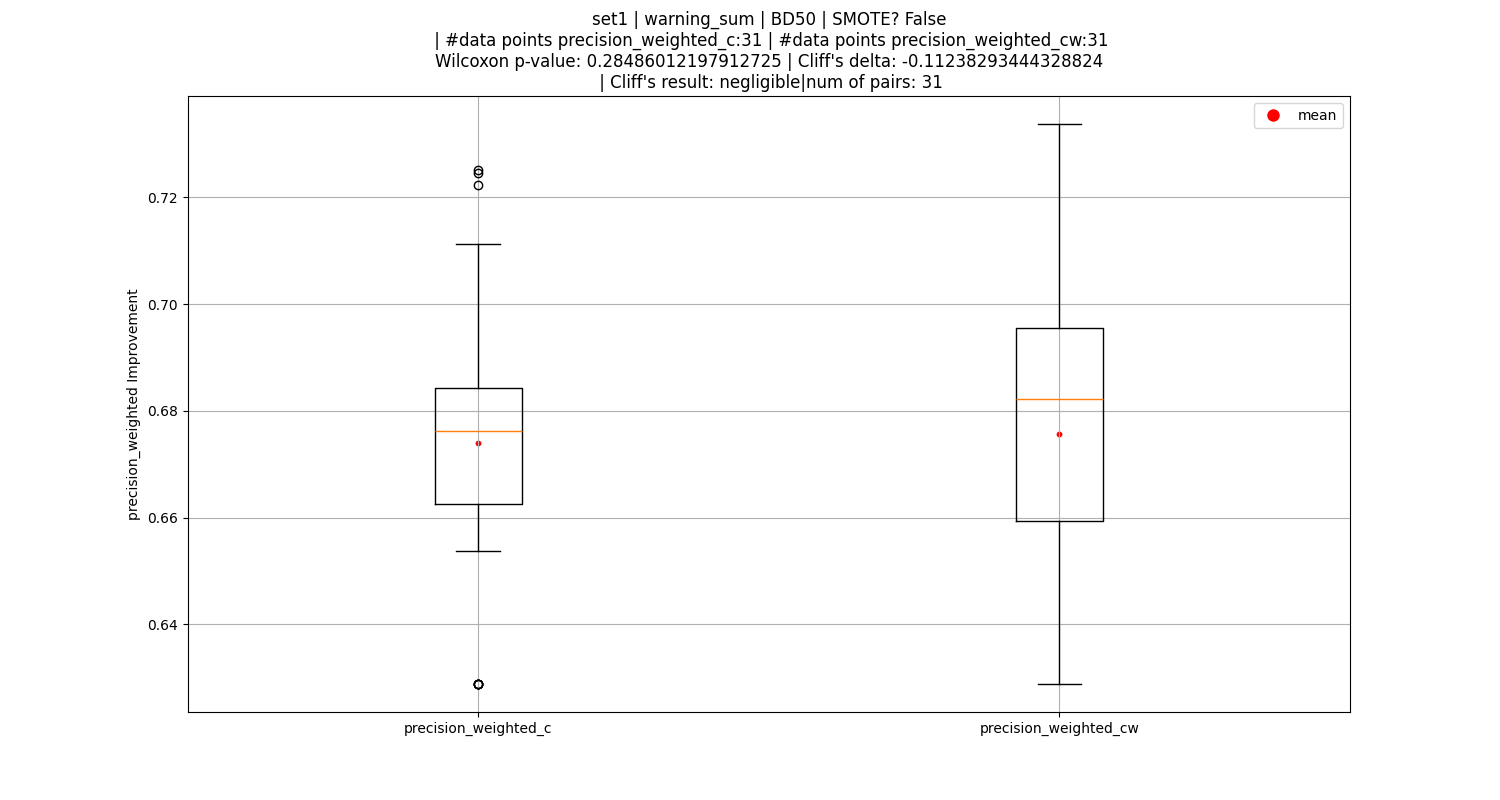 set1 | warning_sum | BD50 | SMOTE? False
| #data points precision_weighted_c:31 | #data points precision_weighted_cw:31
Wilcoxon p-value: 0.28486012197912725 | Cliff's delta: -0.11238293444328824
| Cliff's result: negligible|num of pairs: 31
mean
0.72
0.70
0.68
0.66
0.64
precision_weighted Improvement
precision_weighted_c
precision_weighted_cw